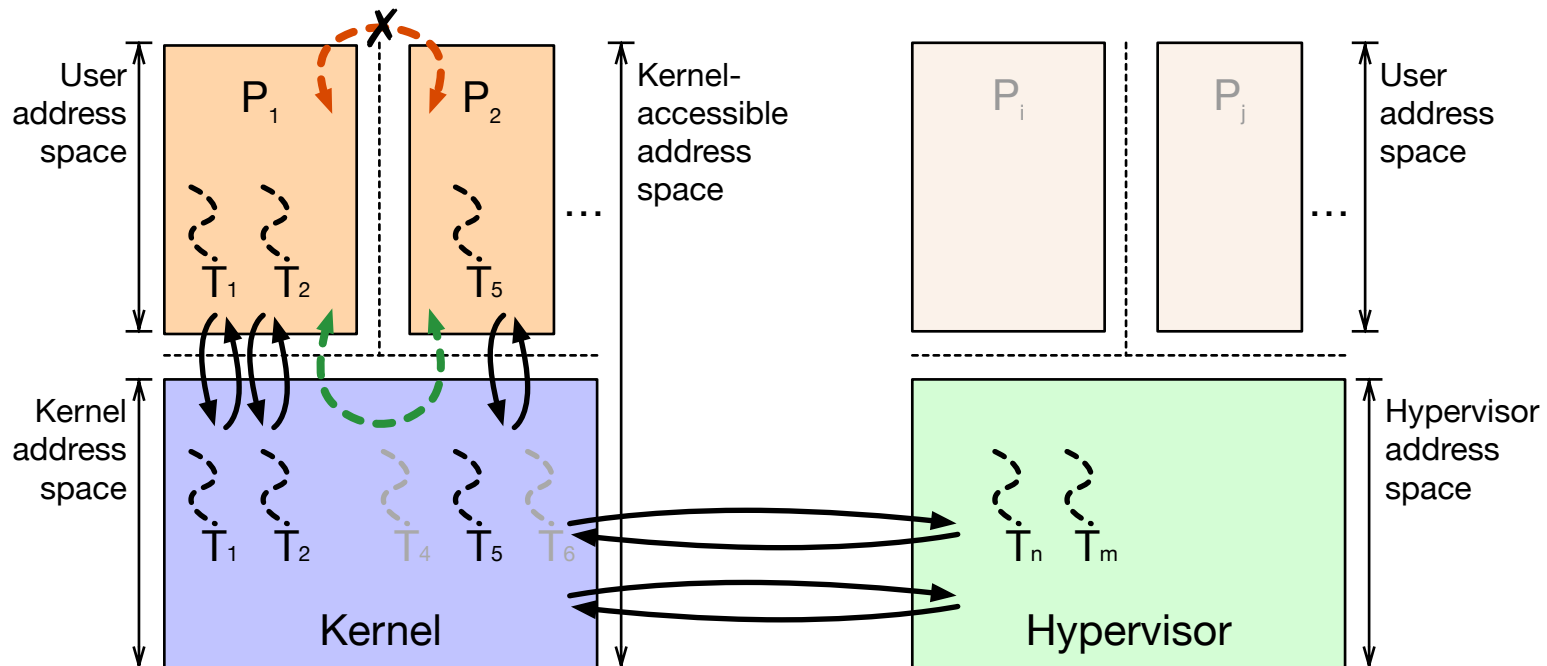 User
address
space
P1
P2
Kernel-
accessible
address
space
Pi
Pj
User
address
space
...
...
T1
T2
T5
Kernel
address
space
Hypervisor
address
space
T1
T2
T4
T5
T6
Tn
Tm
Kernel
Hypervisor